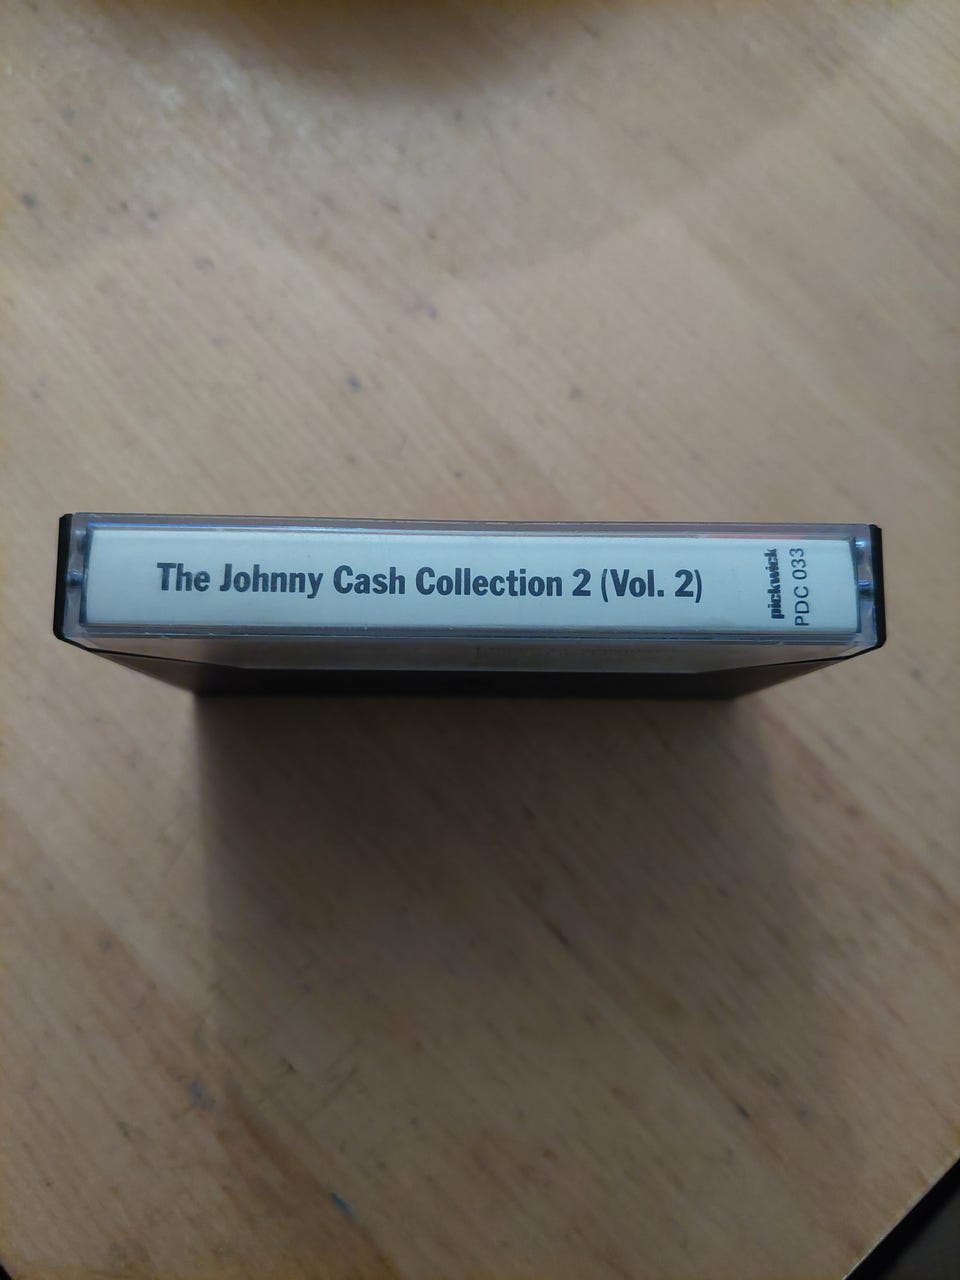 The Johnny Cash Collection 2 (Vol. 2)
pickwick
PDC 033